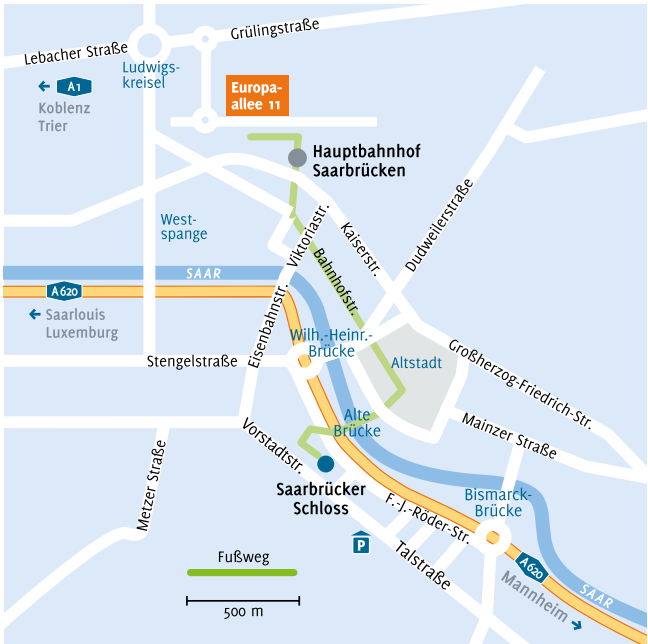 Grülingstraße
Lebacher Straße
Ludwigs-
kreisel
A1
Koblenz
Trier
Europa-
allee 11
Hauptbahnhof
Saarbrücken
Dudweilerstraße
West-
spange
Viktoriastr.
Kaiserstr.
Bahnhofstr.
SAAR
A620
Saarlouis
Luxemburg
Eisenbahnstr.
Wilh.-Heinr.-
Brücke
Stengelstraße
Altstadt
Großherzog-Friedrich-Str.
Alte
Brücke
Mainzer Straße
Vorstadtstr.
Metzer Straße
Saarbrücker
Schloss
Bismarck-
Brücke
F.-J.-Röder-Str.
P
Talstraße
Fußweg
500 m
A620
Mannheim
SAAR